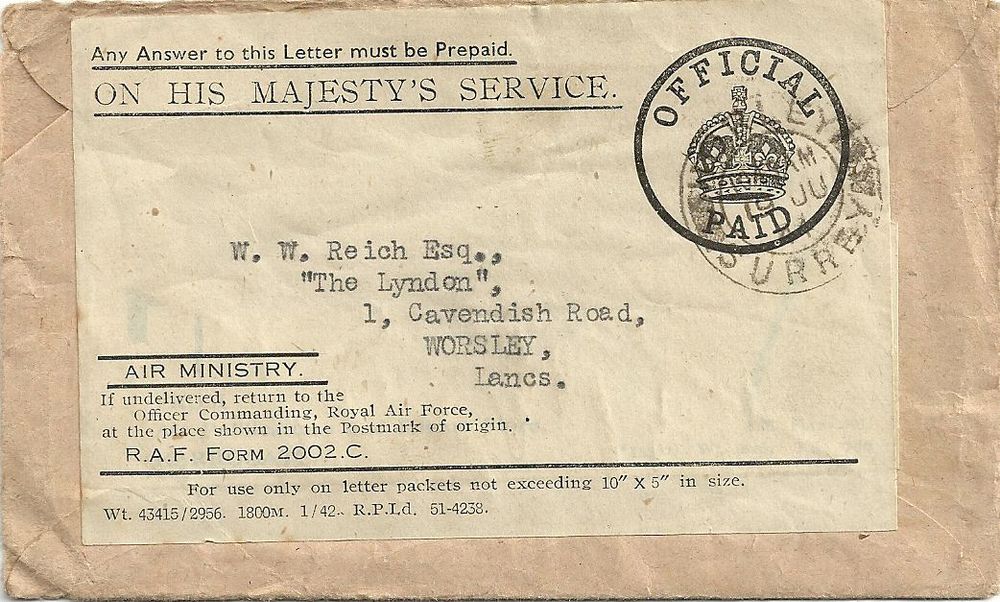 Any Answer to this Letter must be Prepaid.
ON HIS MAJESTY'S SERVICE.
OFFICIAL
PAID
AM
JU
SURREY
W. W. Reich Esq.,
"The Lyndon",
1, Cavendish Road,
WORSLEY,
Lancs.
AIR MINISTRY.
If undelivered, return to the
Officer Commanding, Royal Air Force,
at the place shown in the Postmark of origin.
R.A.F. FORM 2002.C.
For use only on letter packets not exceeding 10" X 5" in size.
Wt. 43415/2956. 1800M. 1/42. R.P.Ld. 51-4238.